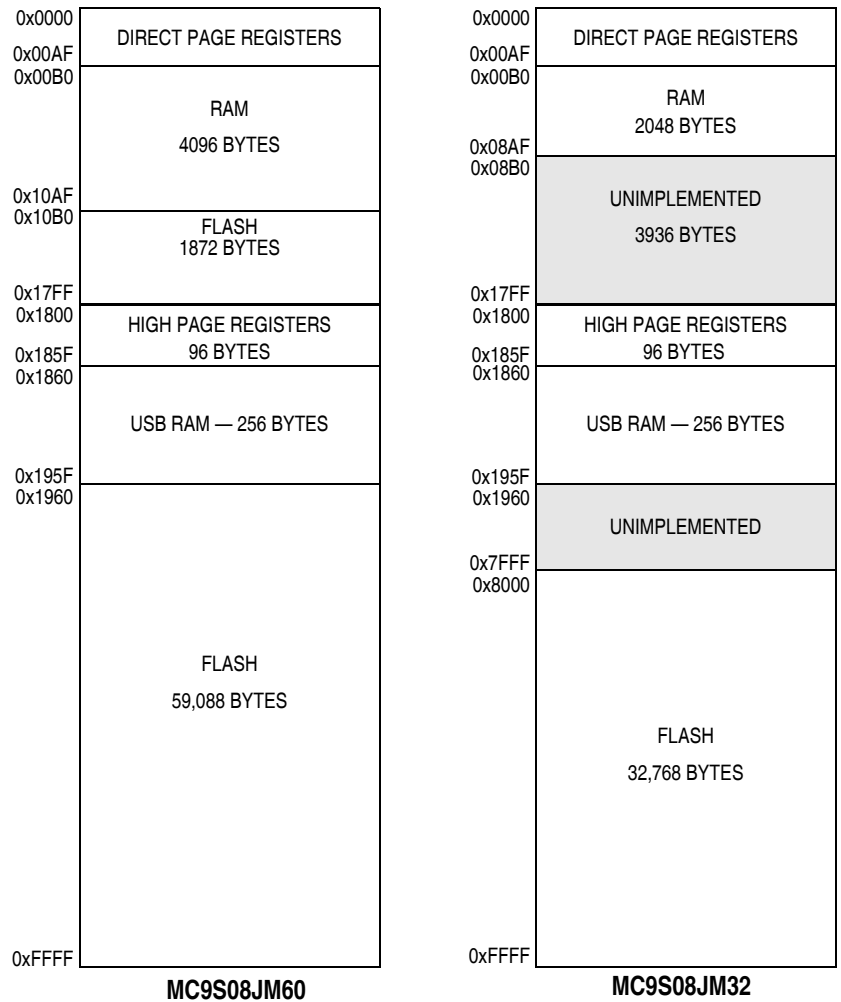 0x0000
DIRECT PAGE REGISTERS
0x00AF
0x00B0
RAM
4096 BYTES
0x10AF
0x10B0
FLASH
1872 BYTES
0x17FF
0x1800
HIGH PAGE REGISTERS
96 BYTES
0x185F
0x1860
USB RAM — 256 BYTES
0x195F
0x1960
FLASH
59,088 BYTES
0xFFFF
MC9S08JM60
0x0000
DIRECT PAGE REGISTERS
0x00AF
0x00B0
RAM
2048 BYTES
0x08AF
0x08B0
UNIMPLEMENTED
3936 BYTES
0x17FF
0x1800
HIGH PAGE REGISTERS
96 BYTES
0x185F
0x1860
USB RAM — 256 BYTES
0x195F
0x1960
UNIMPLEMENTED
0x7FFF
0x8000
FLASH
32,768 BYTES
0xFFFF
MC9S08JM32